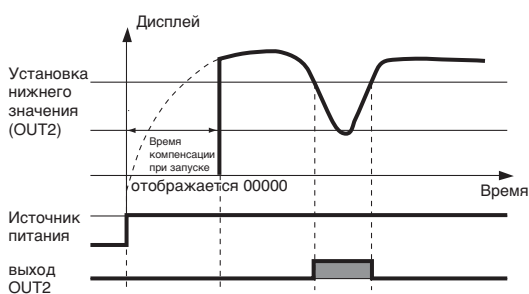 Дисплей
Установка
нижнего
значения
(OUT2)
Время
компенсации
при запуске
отображается 00000
Время
Источник
питания
выход
OUT2